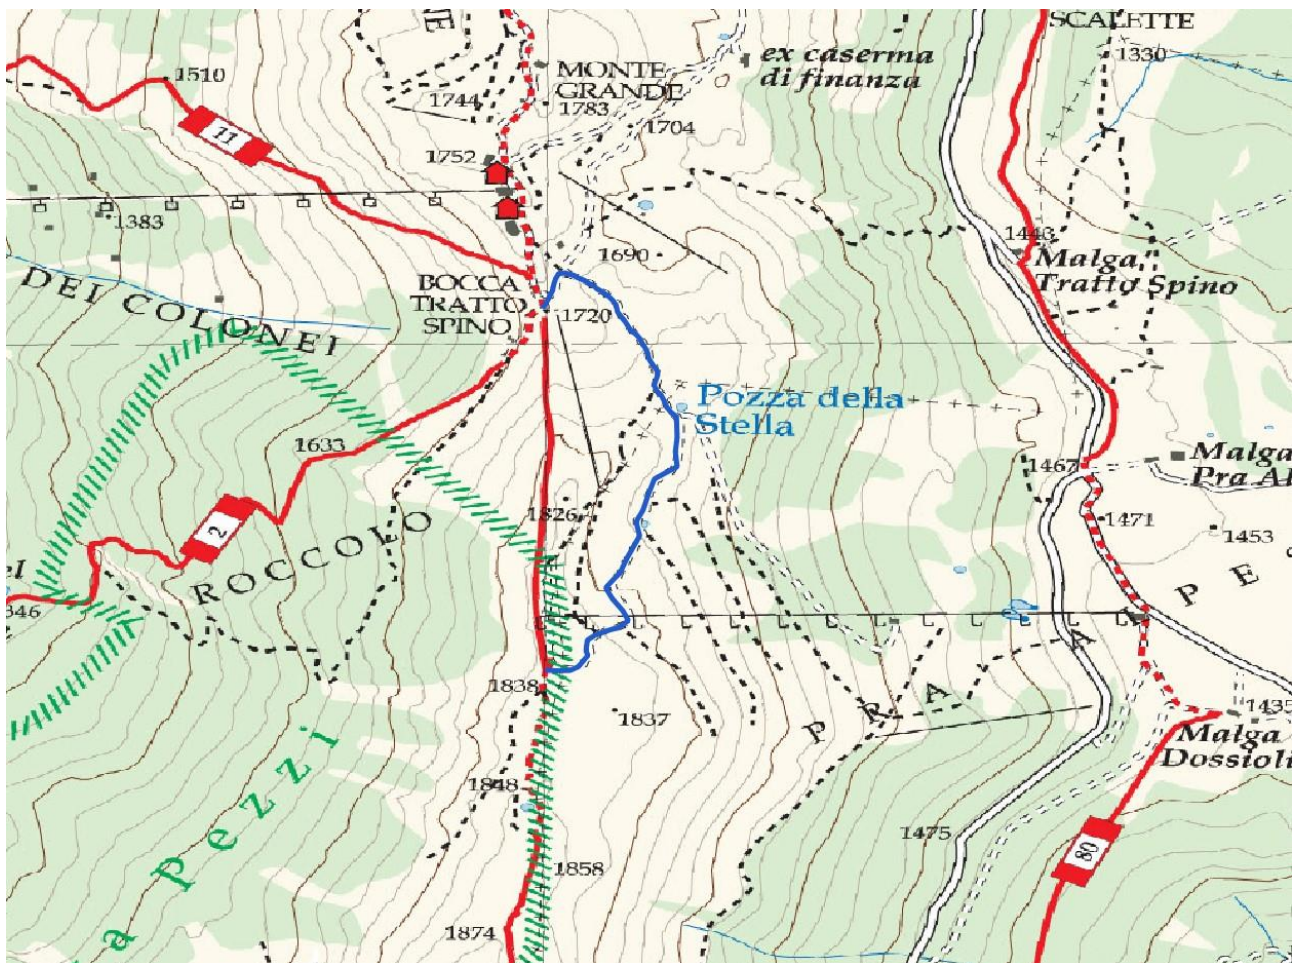 SCALETTE
1330
ex caserma
di finanza
MONTE
GRANDE
1783
1744
1704
1510
11
1752
1383
1690
1443
Malga
Tratto Spino
BOCCA
TRATTO
SPINO
1720
DEI COLONEI
Pozza della
Stella
1633
1467
Malga
1471
1453
1826
2
ROCCOLO
PRA ALPE
1838
1837
1435
Malga
1848
1475
80
1858
1874
Pezzi